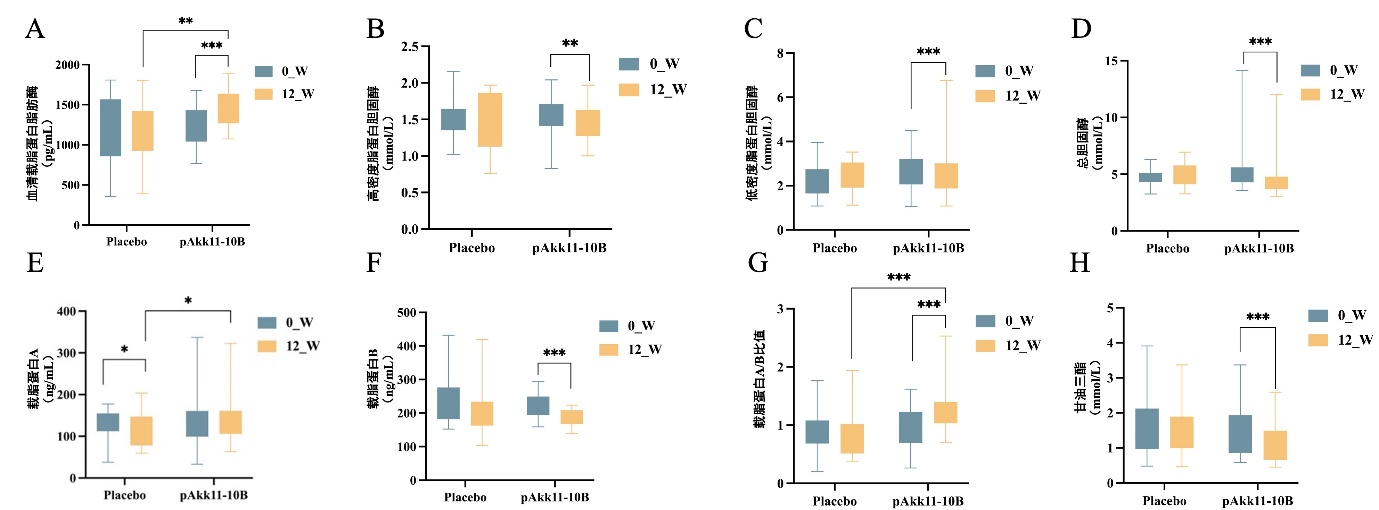 A
**
***
血清载脂蛋白脂肪酶
(pg/mL)
2000
1500
1000
500
0
Placebo
pAkk11-10B
0_W
12_W
B
**
高密度脂蛋白胆固醇
(mmol/L)
2.5
2.0
1.5
1.0
0.5
0.0
Placebo
pAkk11-10B
0_W
12_W
C
***
低密度脂蛋白胆固醇
(mmol/L)
8
6
4
2
0
Placebo
pAkk11-10B
0_W
12_W
D
***
总胆固醇
(mmol/L)
15
10
5
0
Placebo
pAkk11-10B
0_W
12_W
E
*
*
载脂蛋白A
(ng/mL)
400
300
200
100
0
Placebo
pAkk11-10B
0_W
12_W
F
***
载脂蛋白B
(ng/mL)
500
400
300
200
100
0
Placebo
pAkk11-10B
0_W
12_W
G
***
***
载脂蛋白A/B比值
3
2
1
0
Placebo
pAkk11-10B
0_W
12_W
H
***
甘油三酯
(mmol/L)
5
4
3
2
1
0
Placebo
pAkk11-10B
0_W
12_W